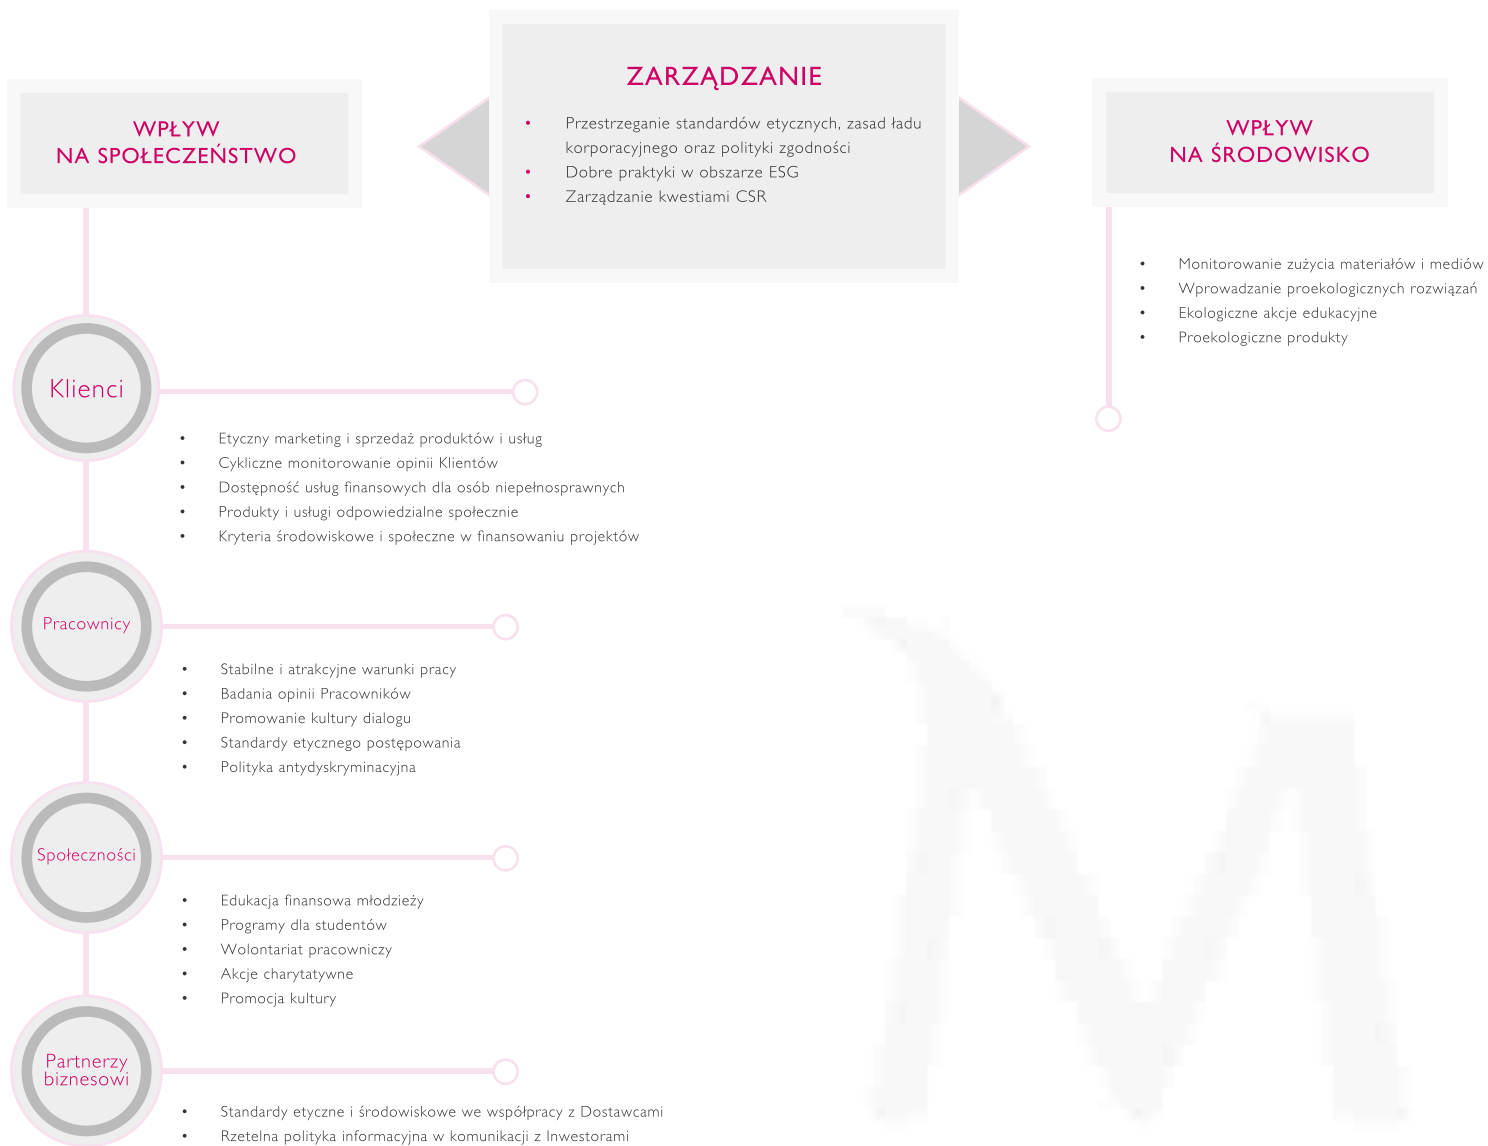 ZARZĄDZANIE
• Przestrzeganie standardów etycznych, zasad ładu
korporacyjnego oraz polityki zgodności
• Dobre praktyki w obszarze ESG
• Zarządzanie kwestiami CSR
WPŁYW
NA SPOŁECZEŃSTWO
WPŁYW
NA ŚRODOWISKO
• Monitorowanie zużycia materiałów i mediów
• Wprowadzanie proekologicznych rozwiązań
• Ekologiczne akcje edukacyjne
• Proekologiczne produkty
Klienci
• Etyczny marketing i sprzedaż produktów i usług
• Cykliczne monitorowanie opinii Klientów
• Dostępność usług finansowych dla osób niepełnosprawnych
• Produkty i usługi odpowiedzialne społecznie
• Kryteria środowiskowe i społeczne w finansowaniu projektów
Pracownicy
• Stabilne i atrakcyjne warunki pracy
• Badania opinii Pracowników
• Promowanie kultury dialogu
• Standardy etycznego postępowania
• Polityka antydyskryminacyjna
Społeczności
• Edukacja finansowa młodzieży
• Programy dla studentów
• Wolontariat pracowniczy
• Akcje charytatywne
• Promocja kultury
Partnerzy
biznesowi
• Standardy etyczne i środowiskowe we współpracy z Dostawcami
• Rzetelna polityka informacyjna w komunikacji z Inwestorami
M